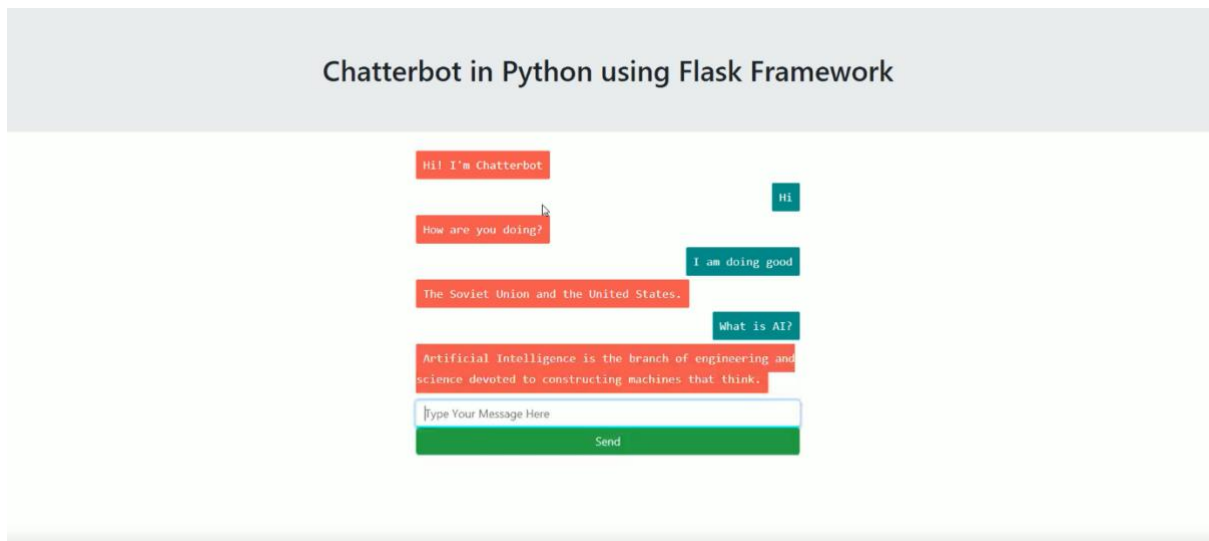 Chatterbot in Python using Flask Framework
Hi! I'm Chatterbot
Hi
How are you doing?
I am doing good
The Soviet Union and the United States.
What is AI?
Artificial Intelligence is the branch of engineering and
science devoted to constructing machines that think.
Type Your Message Here
Send